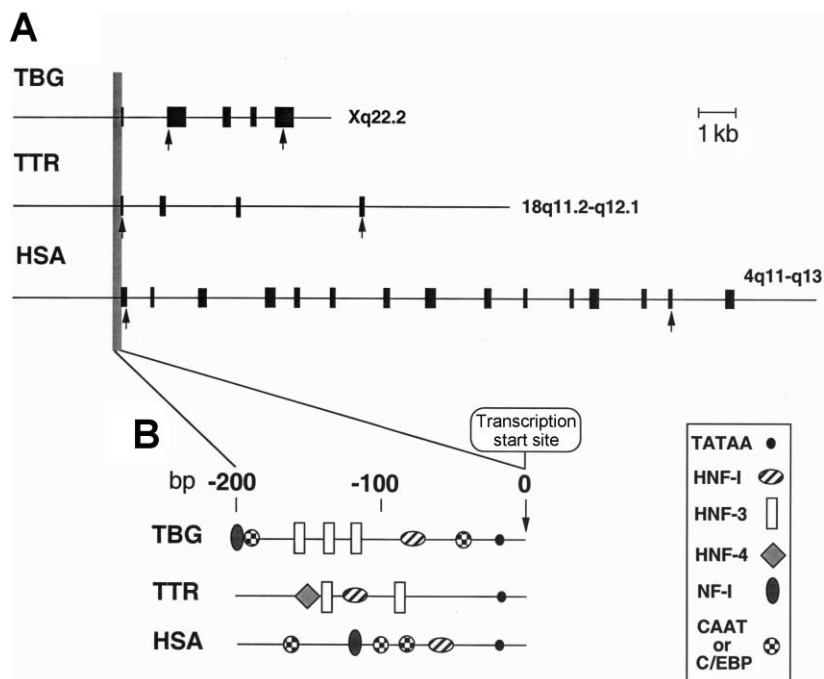 A
TBG
Xq22.2
1 kb
TTR
18q11.2-q12.1
HSA
4q11-q13
B
Transcription
start site
bp -200 -100 0
TBG
TTR
HSA
TATAA
HNF-I
HNF-3
HNF-4
NF-I
CAAT
or
C/EBP